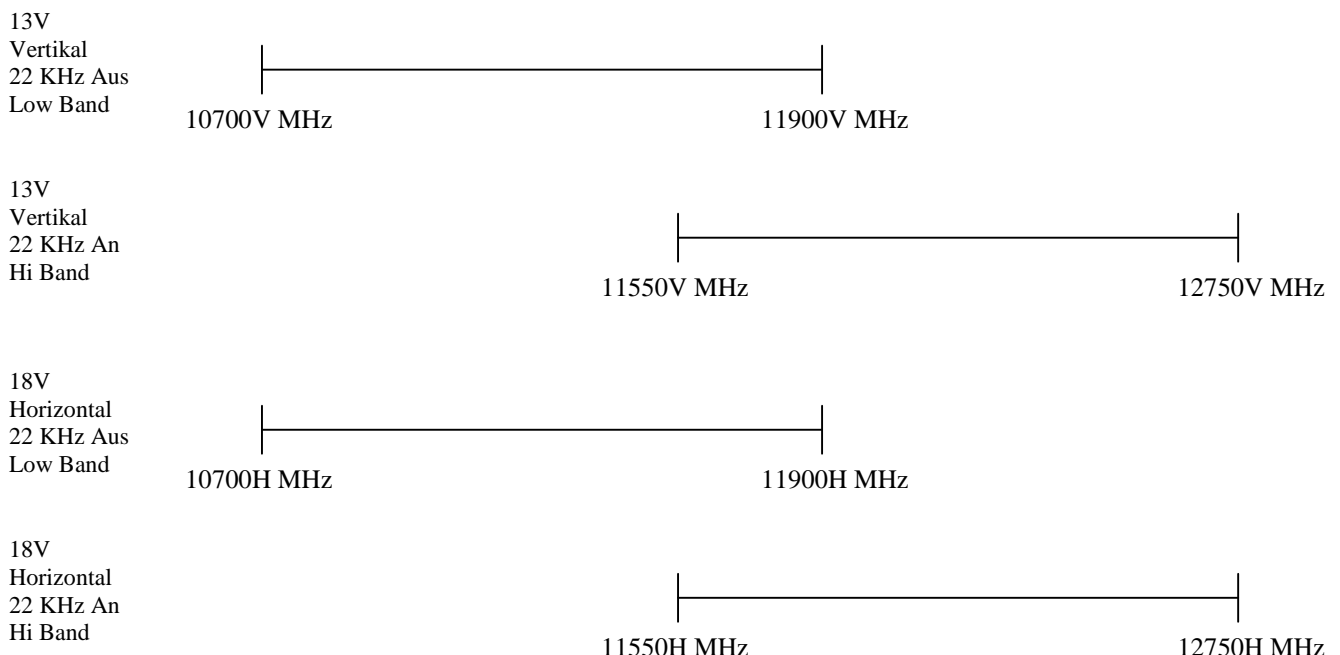 13V
Vertikal
22 KHz Aus
Low Band
10700V MHz
11900V MHz
13V
Vertikal
22 KHz An
Hi Band
11550V MHz
12750V MHz
18V
Horizontal
22 KHz Aus
Low Band
10700H MHz
11900H MHz
18V
Horizontal
22 KHz An
Hi Band
11550H MHz
12750H MHz